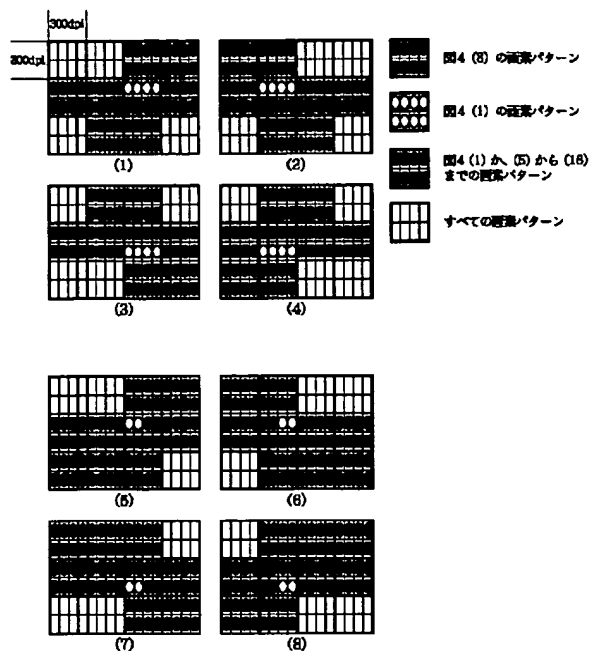 300dpi
300dpi
(1)
(2)
図4 (8) の画素パターン
図4 (1) の画素パターン
図4 (1) か、(5) から (16)
までの画素パターン
すべての画素パターン
(3)
(4)
(5)
(6)
(7)
(8)